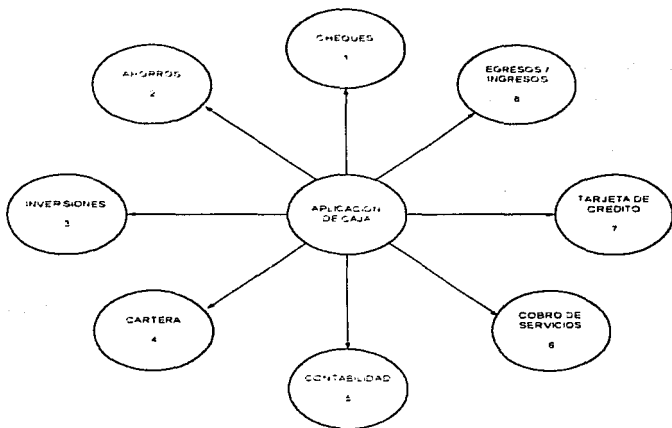 CHEQUES
1
AHORROS
2
EGRESOS /
INGRESOS
8
INVERSIONES
3
APLICACION
DE CAJA
TARJETA DE
CREDITO
7
CARTERA
4
COBRO DE
SERVICIOS
6
CONTABILIDAD
5